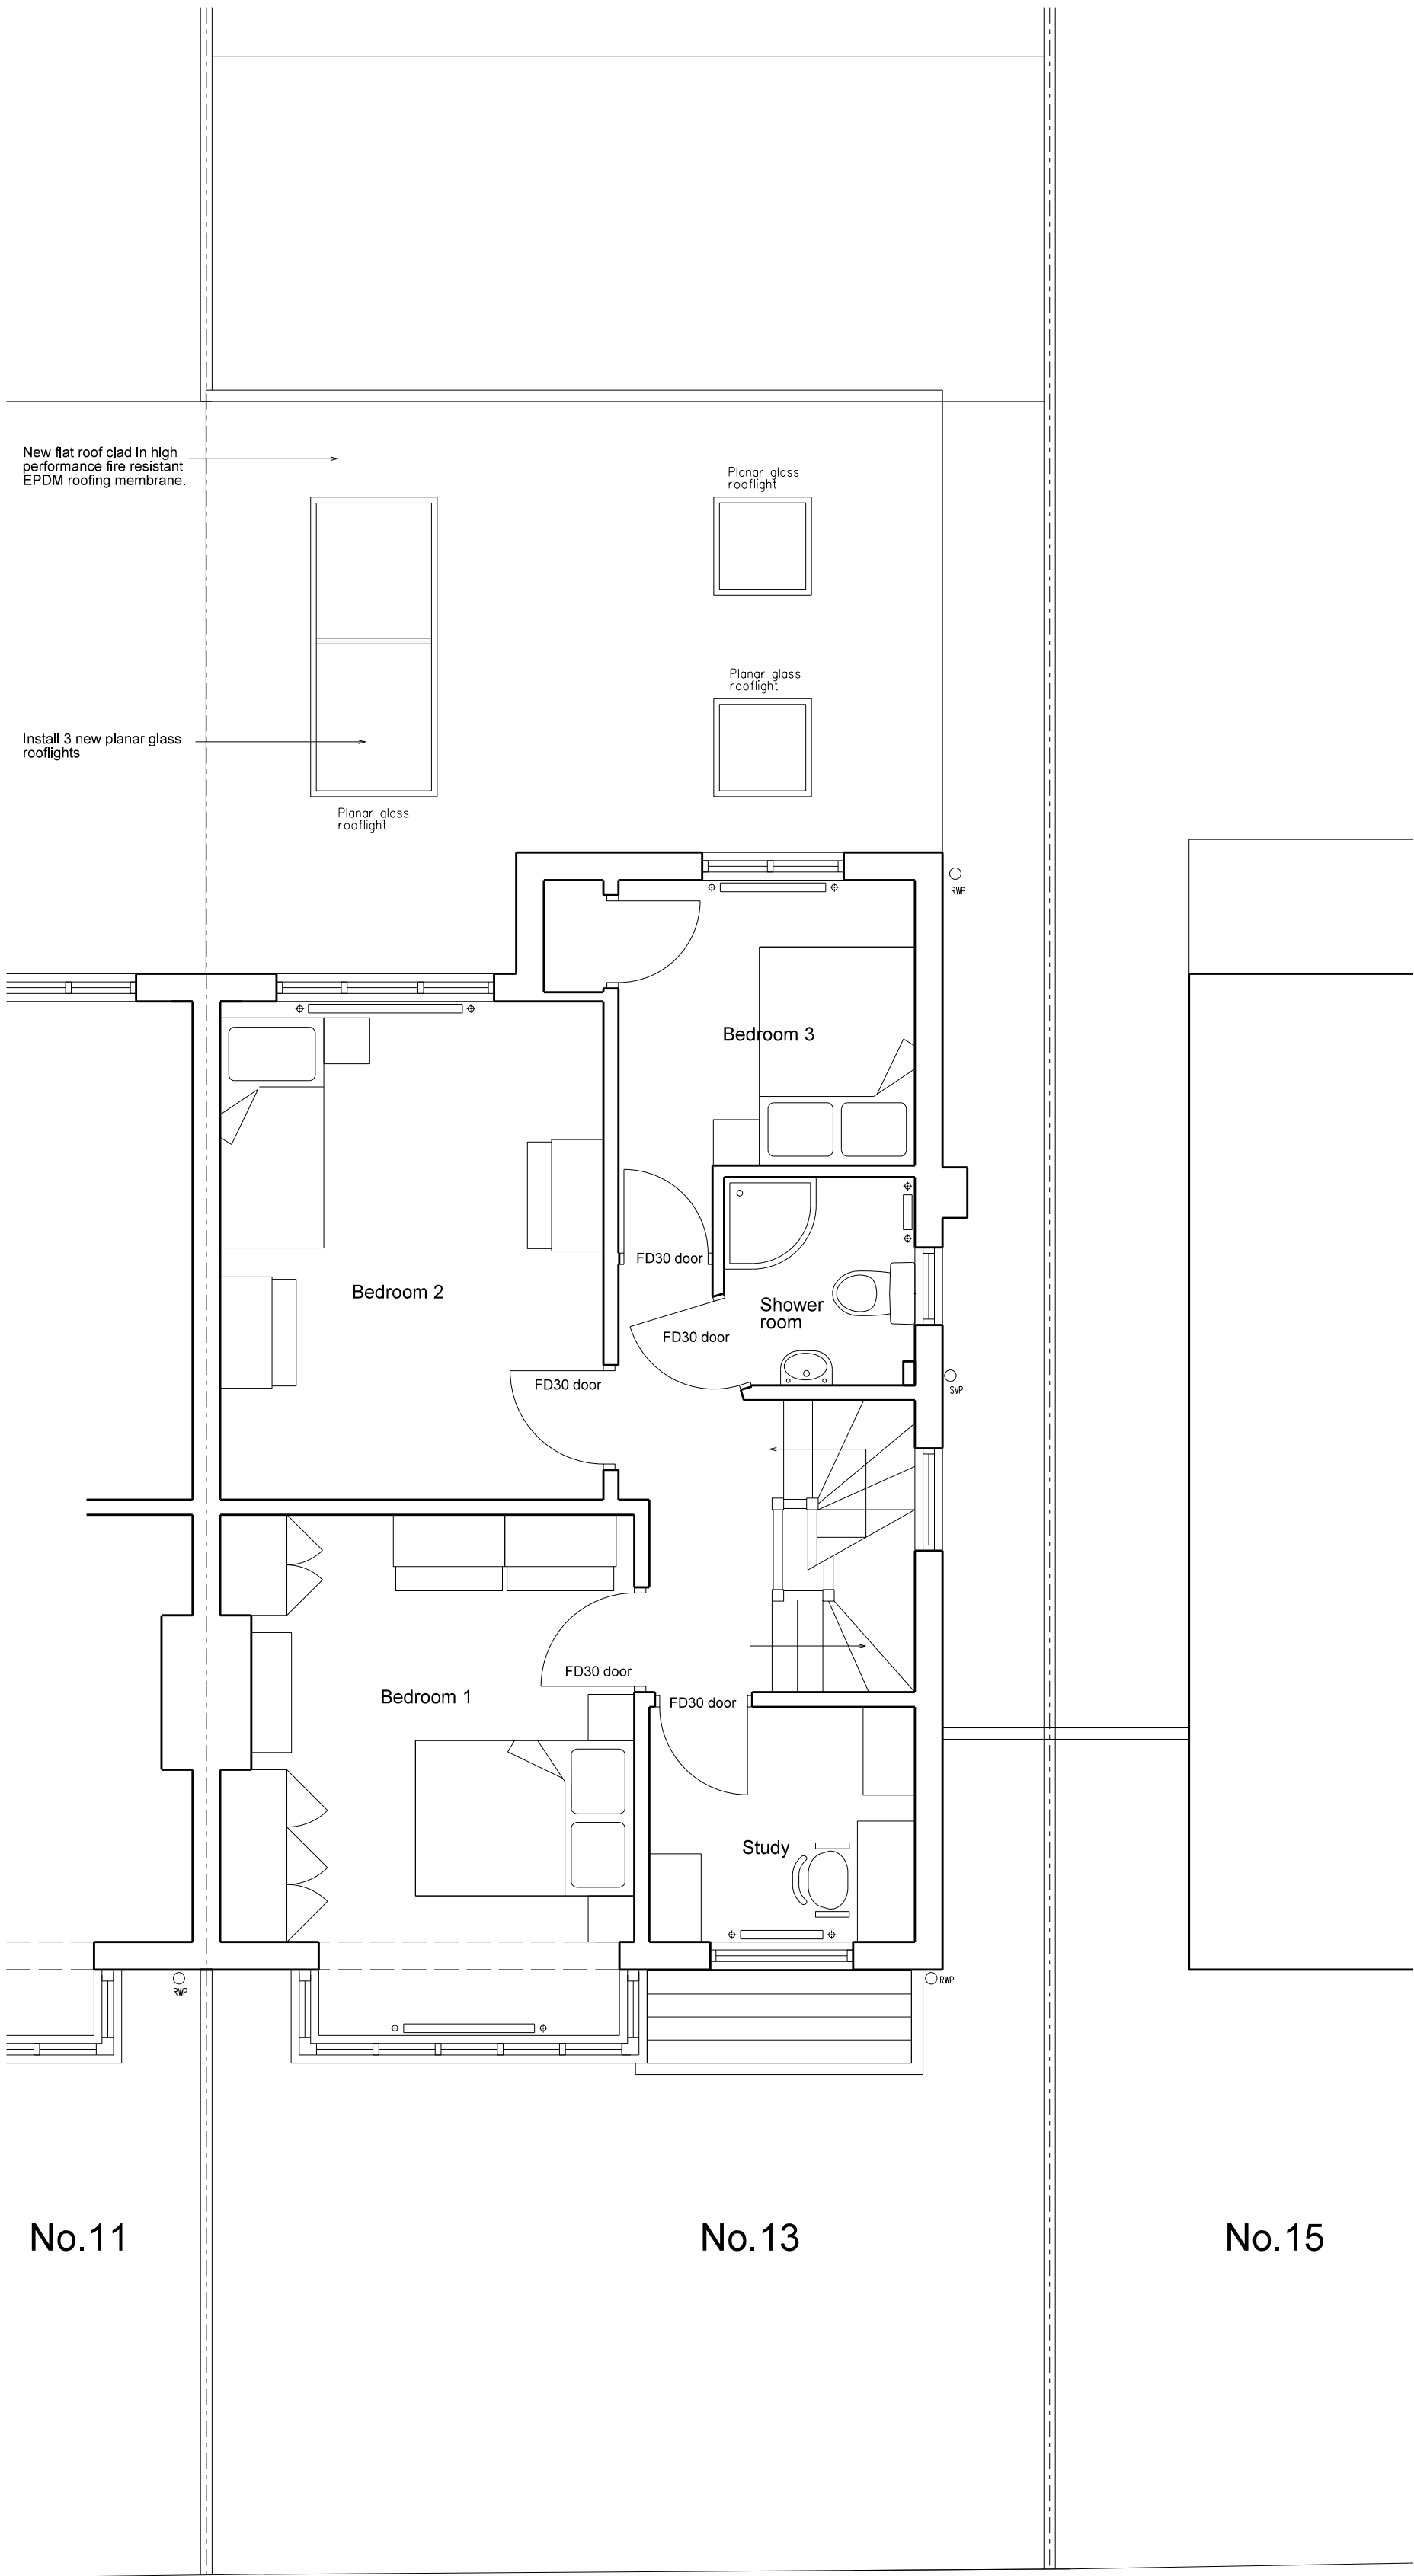 New flat roof clad in high
performance fire resistant
EPDM roofing membrane.
Planar glass
rooflight
Planar glass
rooflight
Install 3 new planar glass
rooflights
Planar glass
rooflight
RWP
Bedroom 3
FD30 door
Bedroom 2
Shower
room
FD30 door
FD30 door
SVP
FD30 door
Bedroom 1
FD30 door
Study
RWP
RWP
No.11
No.13
No.15